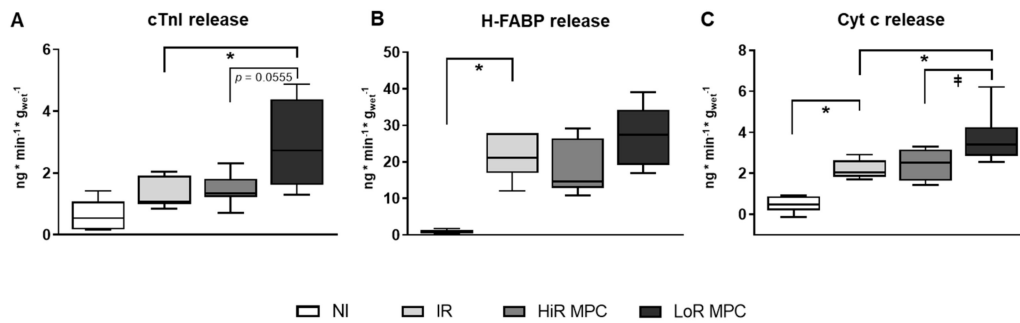 A
cTnI release
ng * min⁻¹ * g_wet⁻¹
6
4
2
0
*
p = 0.0555
B
H-FABP release
ng * min⁻¹ * g_wet⁻¹
50
40
30
20
10
0
*
C
Cyt c release
ng * min⁻¹ * g_wet⁻¹
8
6
4
2
0
*
*
‡
NI
IR
HiR MPC
LoR MPC